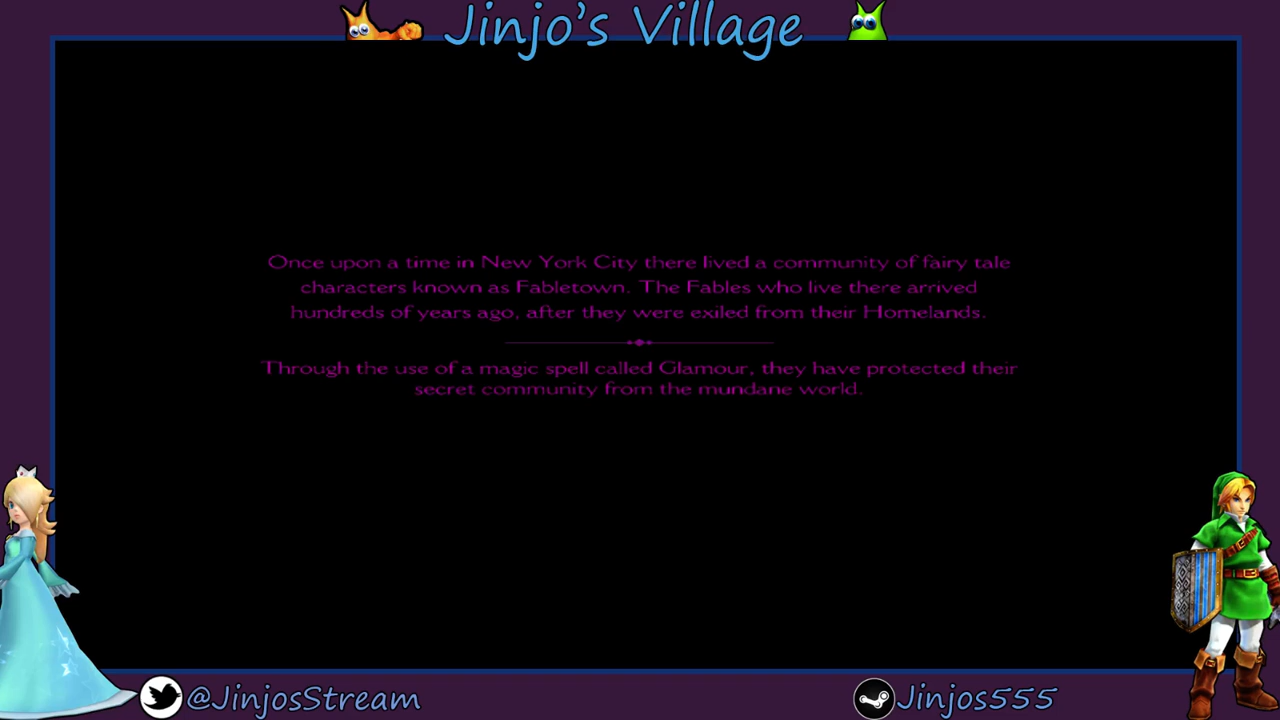 Jinjo's Village
Once upon a time in New York City there lived a community of fairy tale
characters known as Fabletown. The Fables who live there arrived
hundreds of years ago, after they were exiled from their Homelands.
Through the use of a magic spell called Glamour, they have protected their
secret community from the mundane world.
@JinjosStream
Jinjos555